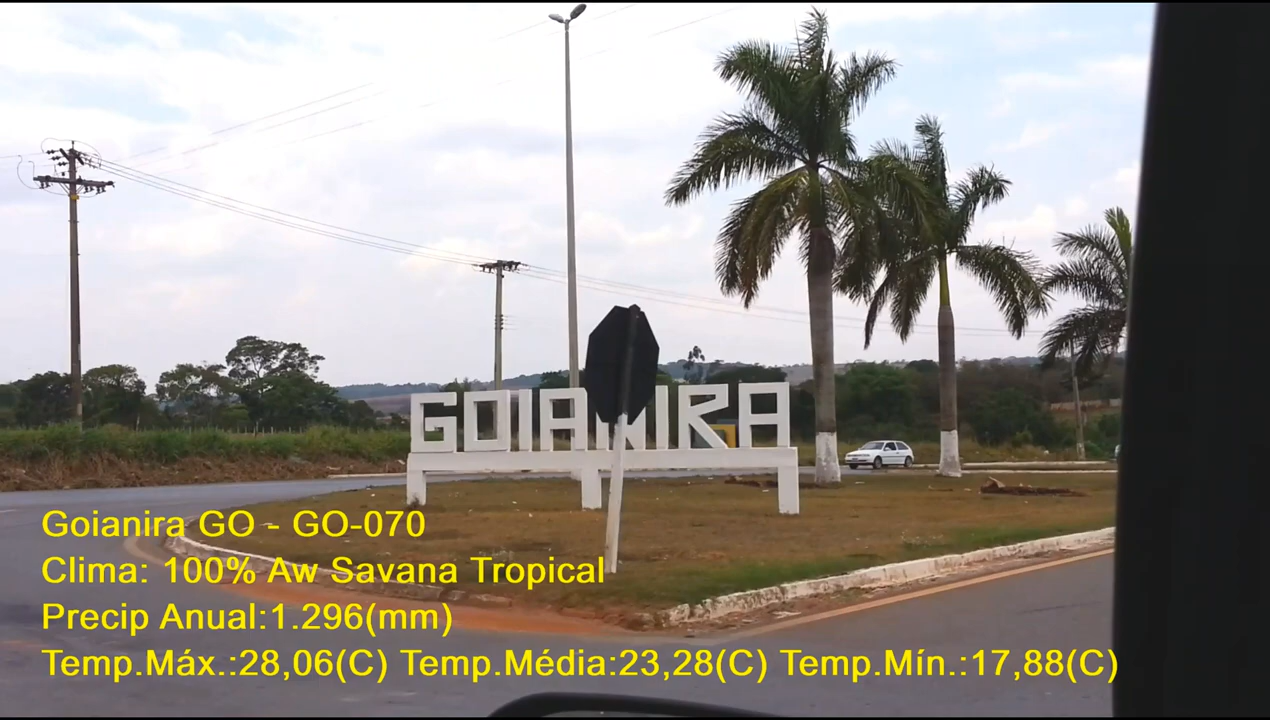 GOIANIRA
Goianira GO - GO-070
Clima: 100% Aw Savana Tropical
Precip Anual:1.296(mm)
Temp.Máx.:28,06(C) Temp.Média:23,28(C) Temp.Mín.:17,88(C)